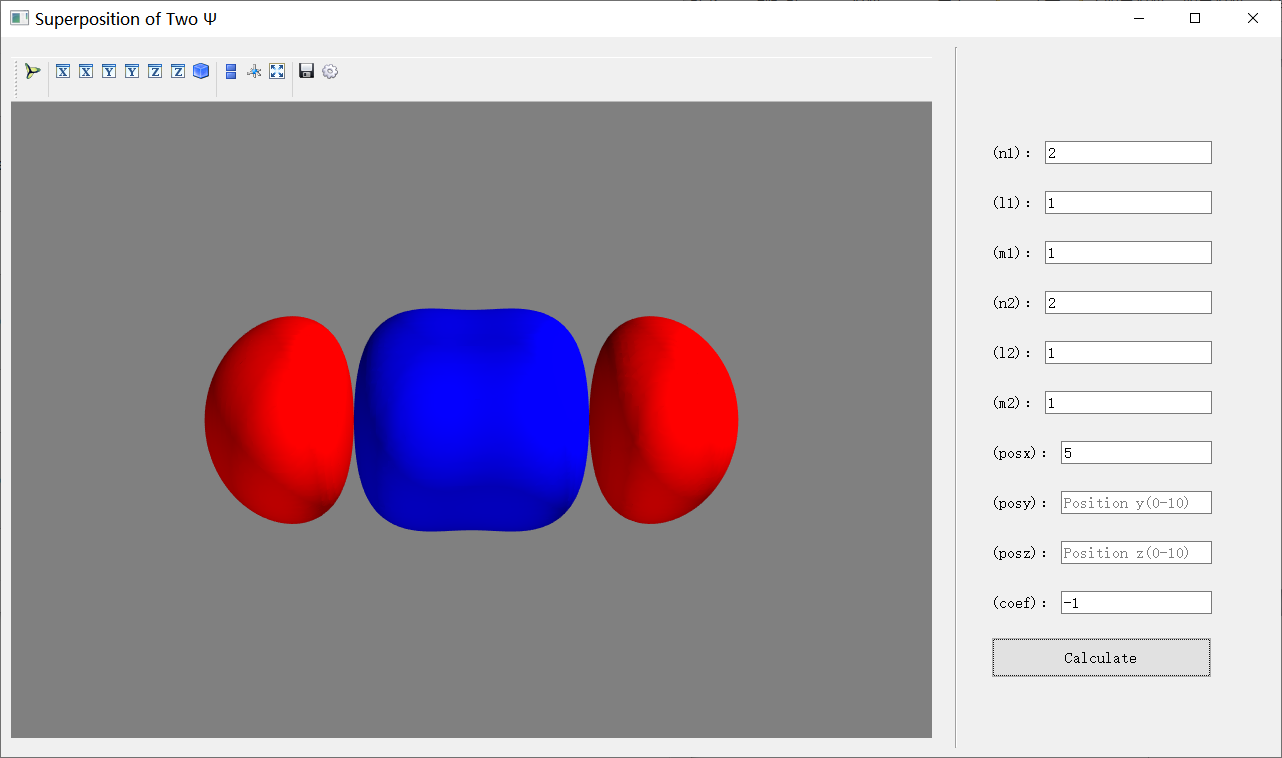 Superposition of Two Ψ
X X Y Y Z Z
(n1): 2
(l1): 1
(m1): 1
(n2): 2
(l2): 1
(m2): 1
(posx): 5
(posy): Position y(0-10)
(posz): Position z(0-10)
(coef): -1
Calculate